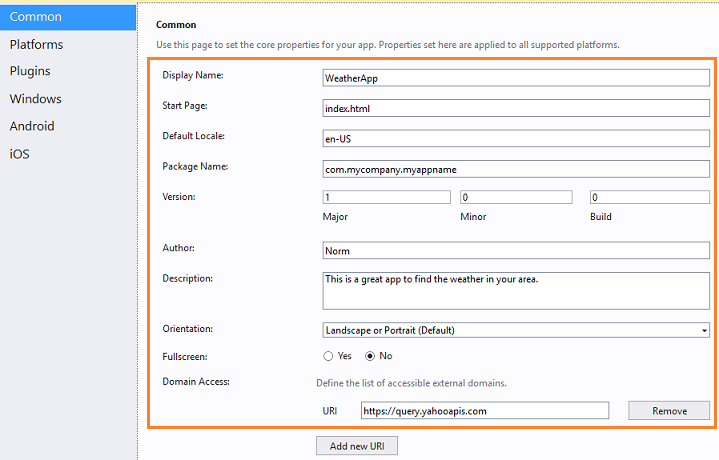 Common
Platforms
Plugins
Windows
Android
iOS
Common
Use this page to set the core properties for your app. Properties set here are applied to all supported platforms.
Display Name: WeatherApp
Start Page: index.html
Default Locale: en-US
Package Name: com.mycompany.myappname
Version: 1 0 0
Major Minor Build
Author: Norm
Description: This is a great app to find the weather in your area.
Orientation: Landscape or Portrait (Default)
Fullscreen: Yes No
Domain Access: Define the list of accessible external domains.
URI https://query.yahooapis.com Remove
Add new URI